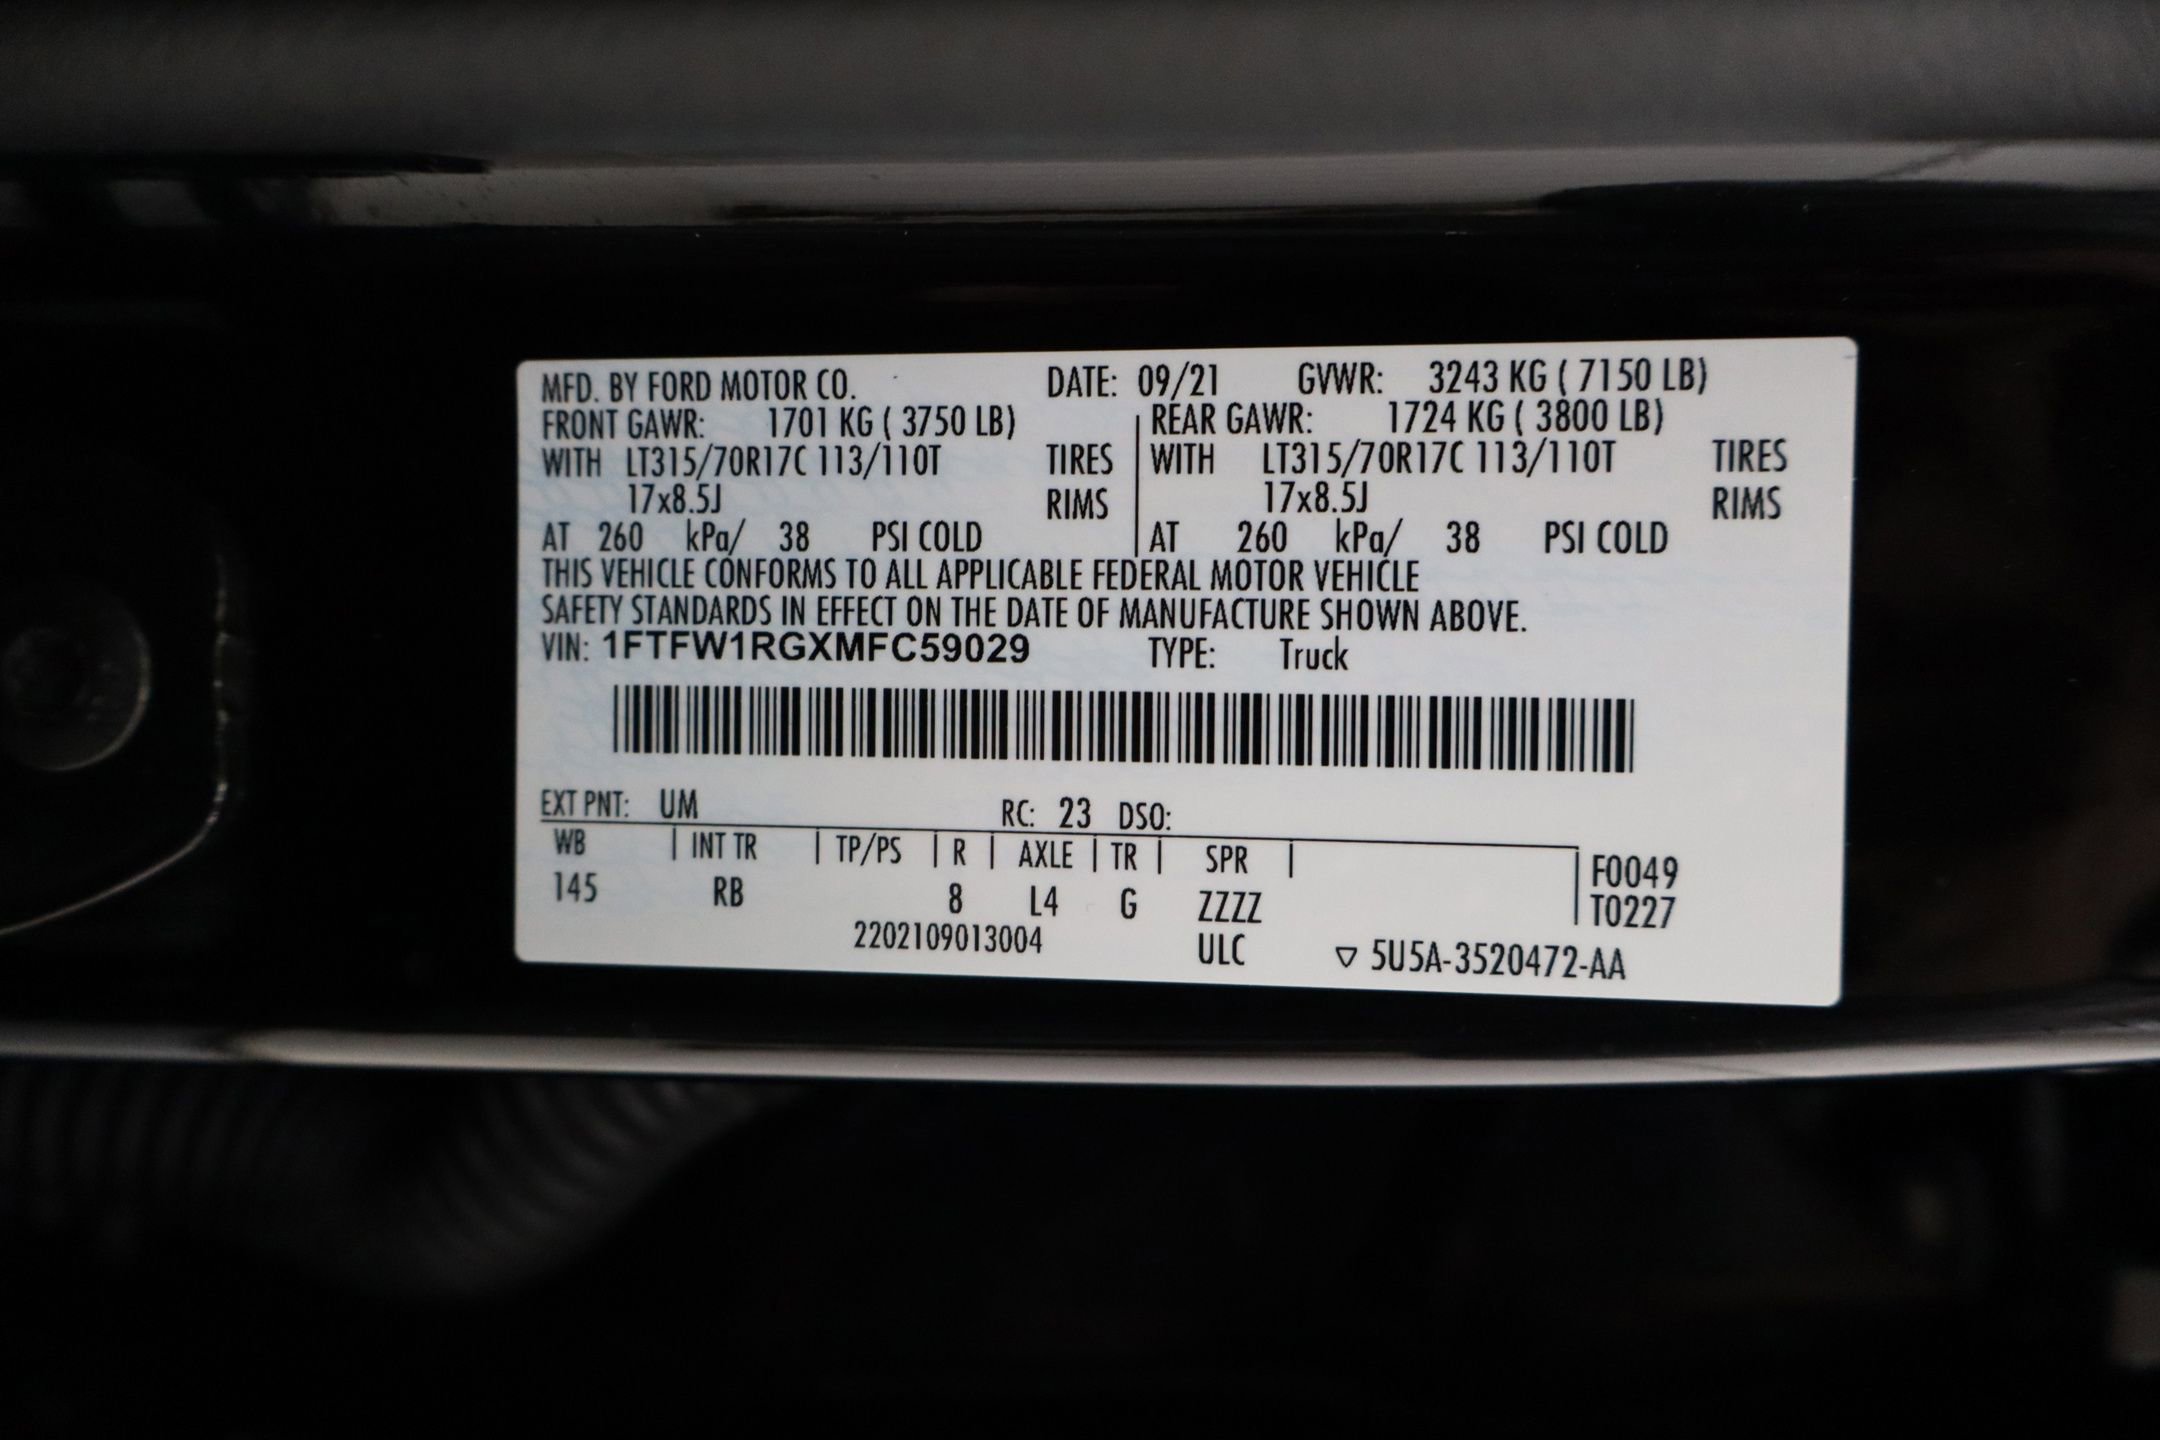 MFD. BY FORD MOTOR CO. DATE: 09/21 GVWR: 3243 KG ( 7150 LB)
FRONT GAWR: 1701 KG ( 3750 LB) REAR GAWR: 1724 KG ( 3800 LB)
WITH LT315/70R17C 113/110T TIRES WITH LT315/70R17C 113/110T TIRES
17x8.5J RIMS 17x8.5J RIMS
AT 260 kPa/ 38 PSI COLD AT 260 kPa/ 38 PSI COLD
THIS VEHICLE CONFORMS TO ALL APPLICABLE FEDERAL MOTOR VEHICLE
SAFETY STANDARDS IN EFFECT ON THE DATE OF MANUFACTURE SHOWN ABOVE.
VIN: 1FTFW1RGXMFC59029 TYPE: Truck
EXT PNT: UM RC: 23 DSO:
WB | INT TR | TP/PS | R | AXLE | TR | SPR | | F0049
145 RB 8 L4 G ZZZZ T0227
2202109013004 ULC ▽ 5U5A-3520472-AA